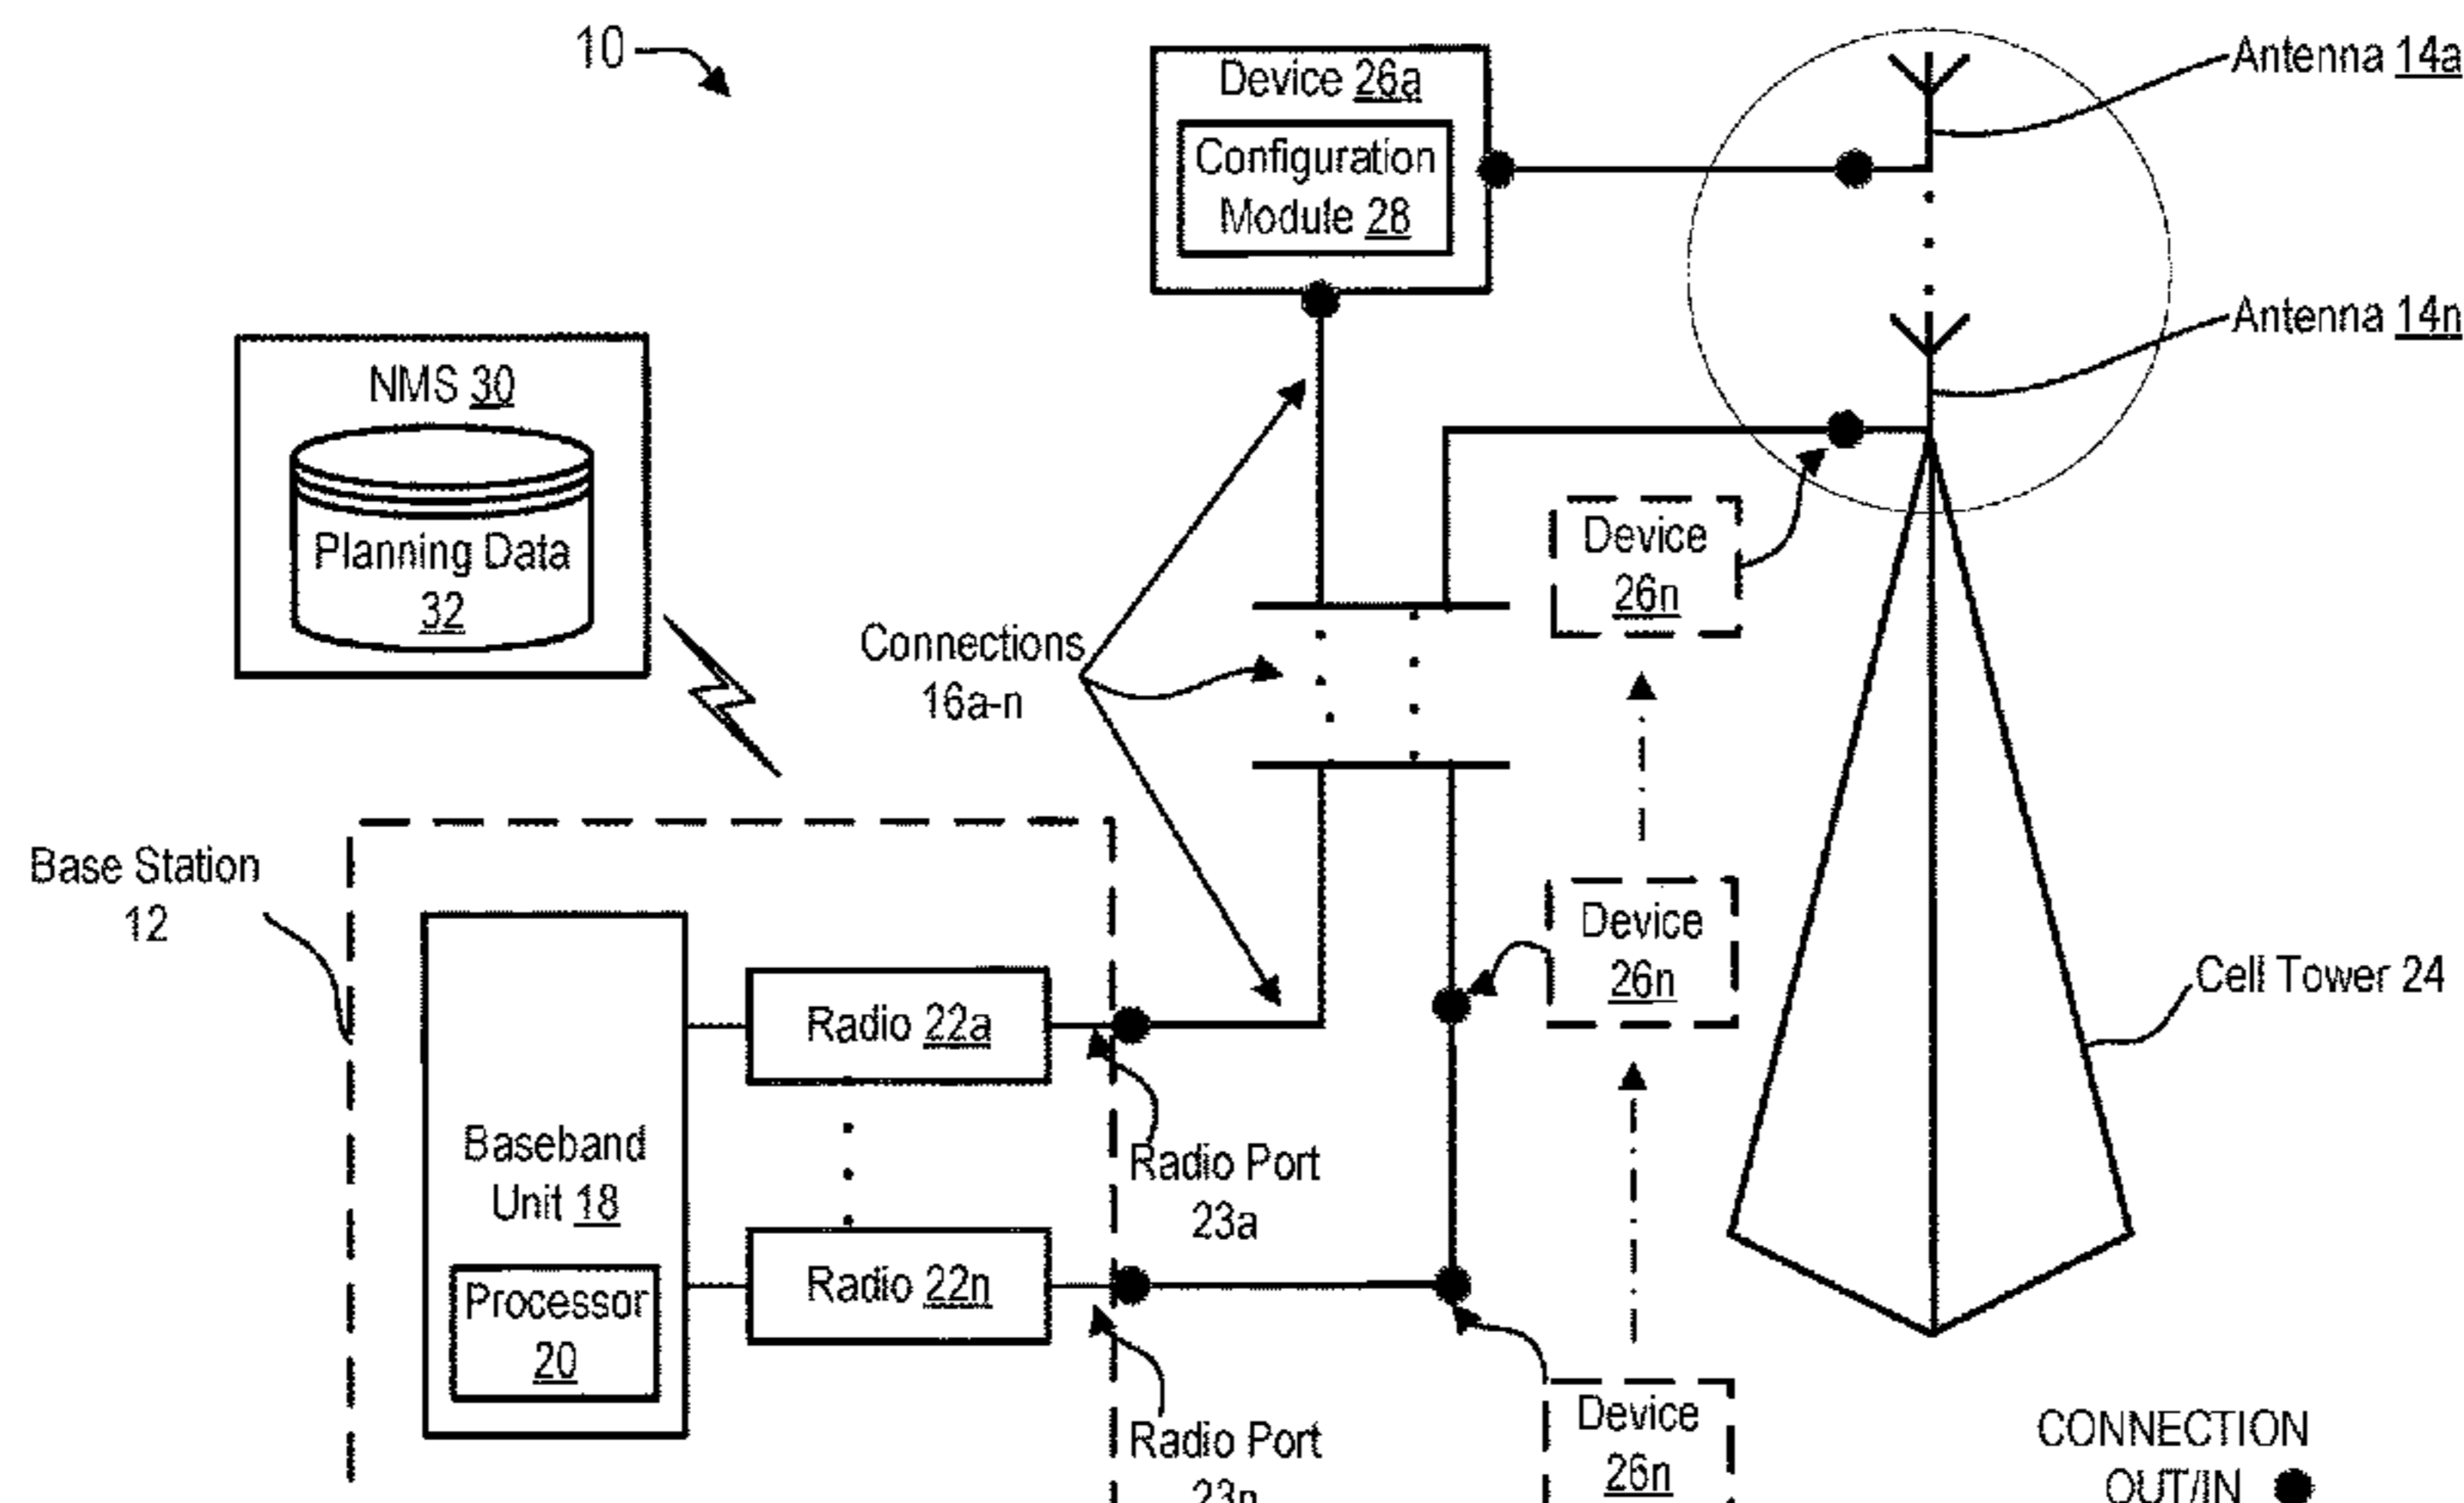 10
Device 26a
Configuration
Module 28
Antenna 14a
Antenna 14n
NMS 30
Planning Data
32
Device
26n
Connections
16a-n
Base Station
12
Device
26n
Cell Tower 24
Radio 22a
Baseband
Unit 18
Radio Port
23a
Radio 22n
Processor
20
Radio Port
23n
Device
26n
CONNECTION
OUT/IN